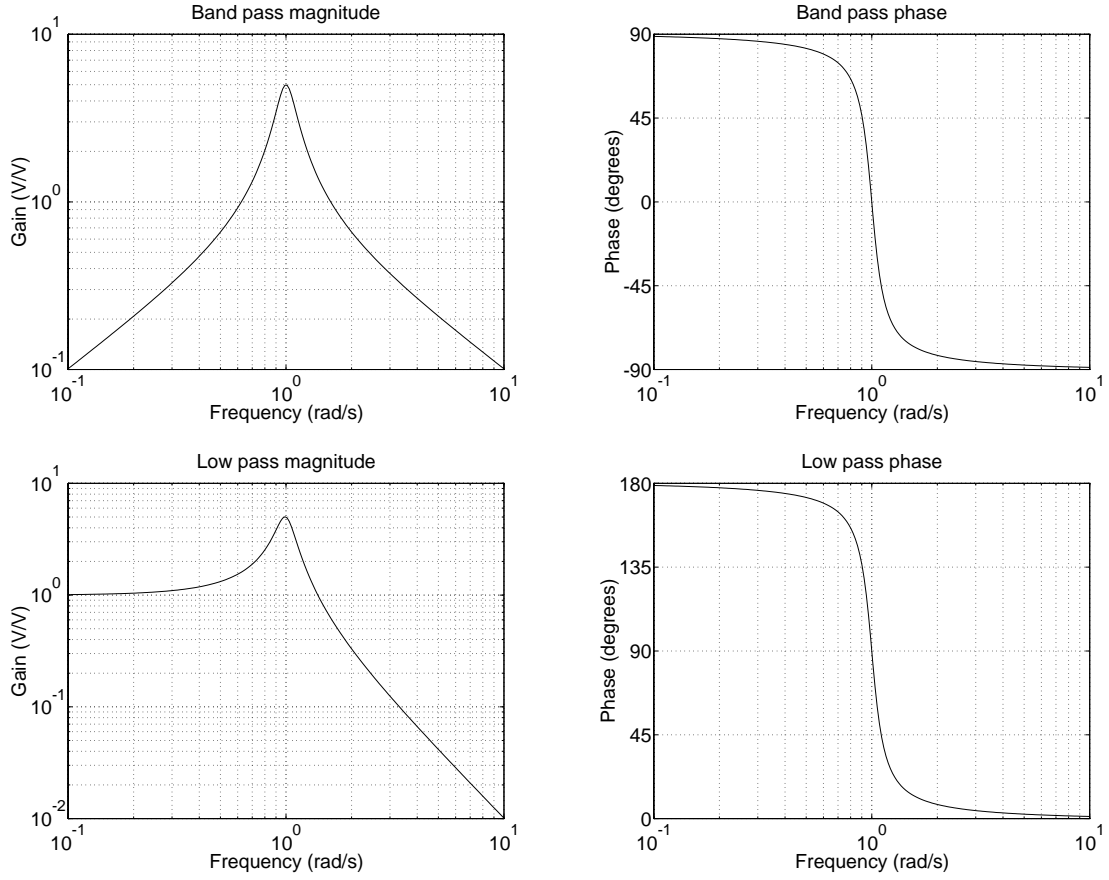 Band pass magnitude
10^1
10^0
10^-1
Gain (V/V)
10^-1
10^0
10^1
Frequency (rad/s)
Band pass phase
90
45
0
-45
-90
Phase (degrees)
10^-1
10^0
10^1
Frequency (rad/s)
Low pass magnitude
10^1
10^0
10^-1
10^-2
Gain (V/V)
10^-1
10^0
10^1
Frequency (rad/s)
Low pass phase
180
135
90
45
0
Phase (degrees)
10^-1
10^0
10^1
Frequency (rad/s)